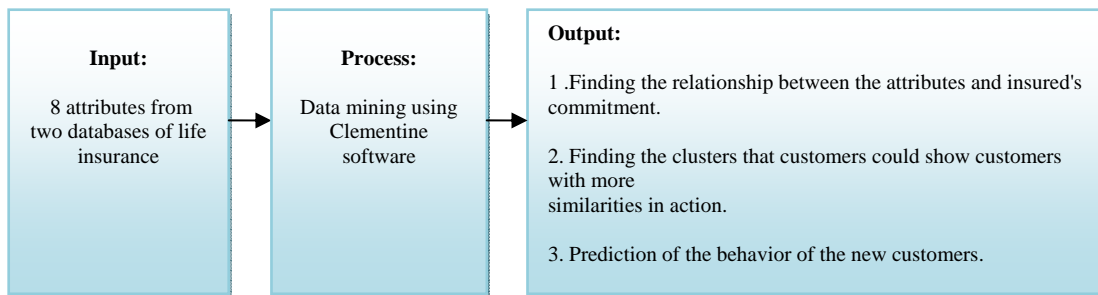 Input:
8 attributes from
two databases of life
insurance
Process:
Data mining using
Clementine
software
Output:
1 .Finding the relationship between the attributes and insured's
commitment.
2. Finding the clusters that customers could show customers
with more
similarities in action.
3. Prediction of the behavior of the new customers.